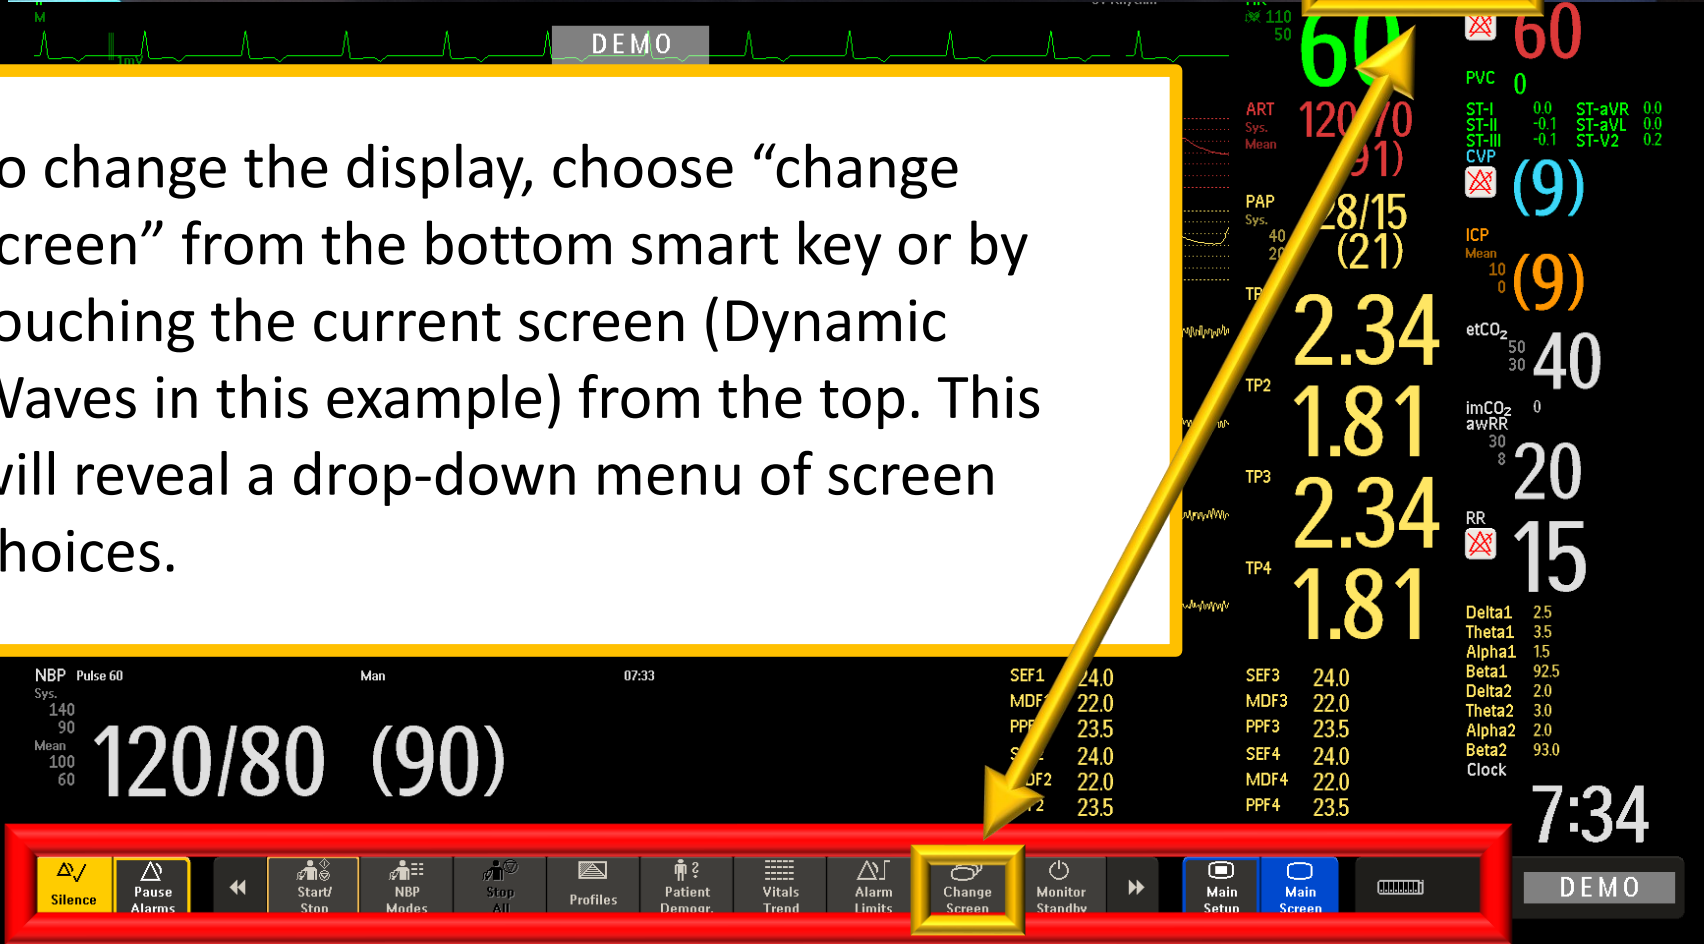 M
1mV
DEMO
110
50
60
60
PVC 0
ST-I 0.0 ST-aVR 0.0
ST-II -0.1 ST-aVL 0.0
ST-III -0.1 ST-V2 0.2
ART
Sys.
Mean
CVP
(9)
PAP
Sys.
40
28/15
(21)
ICP
Mean
10
0
(9)
o change the display, choose “change
creen” from the bottom smart key or by
ouching the current screen (Dynamic
Waves in this example) from the top. This
will reveal a drop-down menu of screen
hoices.
2.34
etCO2
50
30
40
TP2
1.81
imCO2 0
awRR
30
8
20
TP3
2.34
RR
15
TP4
1.81
Delta1 2.5
Theta1 3.5
Alpha1 1.5
Beta1 92.5
Delta2 2.0
Theta2 3.0
Alpha2 2.0
Beta2 93.0
Clock
7:34
NBP Pulse 60 Man 07:33
Sys.
140
90
Mean
100
60
120/80 (90)
SEF1 24.0
22.0
23.5
24.0
22.0
23.5
SEF3 24.0
MDF3 22.0
PPF3 23.5
SEF4 24.0
MDF4 22.0
PPF4 23.5
Silence
Pause
Alarms
Start/
Stop
NBP
Modes
Stop
All
Profiles
Patient
Demogr.
Vitals
Trend
Alarm
Limits
Change
Screen
Monitor
Standby
Main
Setup
Main
Screen
DEMO